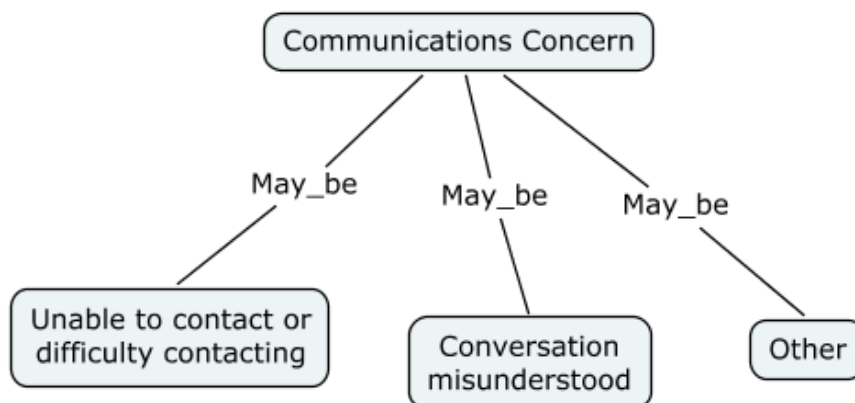 Communications Concern
May_be
May_be
May_be
Unable to contact or
difficulty contacting
Conversation
misunderstood
Other